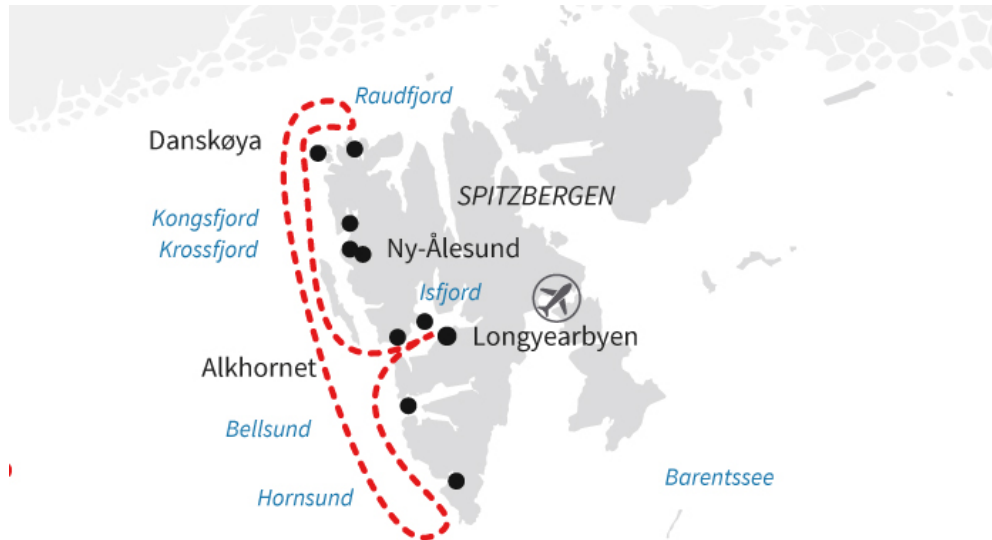 Raudfjord
Danskøya
SPITZBERGEN
Kongsfjord
Krossfjord
Ny-Ålesund
Isfjord
Longyearbyen
Alkhornet
Bellsund
Barentssee
Hornsund